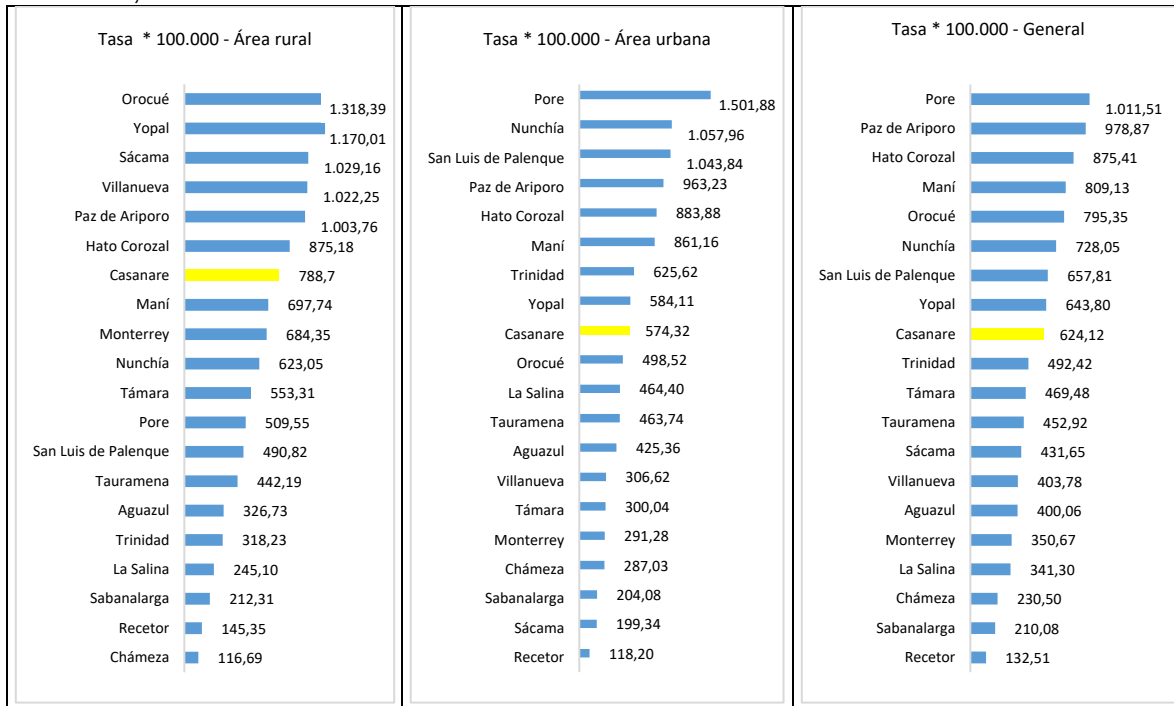 Tasa * 100.000 - Área rural
Orocué 1.318,39
Yopal 1.170,01
Sácama 1.029,16
Villanueva 1.022,25
Paz de Ariporo 1.003,76
Hato Corozal 875,18
Casanare 788,7
Maní 697,74
Monterrey 684,35
Nunchía 623,05
Támara 553,31
Pore 509,55
San Luis de Palenque 490,82
Tauramena 442,19
Aguazul 326,73
Trinidad 318,23
La Salina 245,10
Sabanalarga 212,31
Recetor 145,35
Chámeza 116,69
Tasa * 100.000 - Área urbana
Pore 1.501,88
Nunchía 1.057,96
San Luis de Palenque 1.043,84
Paz de Ariporo 963,23
Hato Corozal 883,88
Maní 861,16
Trinidad 625,62
Yopal 584,11
Casanare 574,32
Orocué 498,52
La Salina 464,40
Tauramena 463,74
Aguazul 425,36
Villanueva 306,62
Támara 300,04
Monterrey 291,28
Chámeza 287,03
Sabanalarga 204,08
Sácama 199,34
Recetor 118,20
Tasa * 100.000 - General
Pore 1.011,51
Paz de Ariporo 978,87
Hato Corozal 875,41
Maní 809,13
Orocué 795,35
Nunchía 728,05
San Luis de Palenque 657,81
Yopal 643,80
Casanare 624,12
Trinidad 492,42
Támara 469,48
Tauramena 452,92
Sácama 431,65
Villanueva 403,78
Aguazul 400,06
Monterrey 350,67
La Salina 341,30
Chámeza 230,50
Sabanalarga 210,08
Recetor 132,51